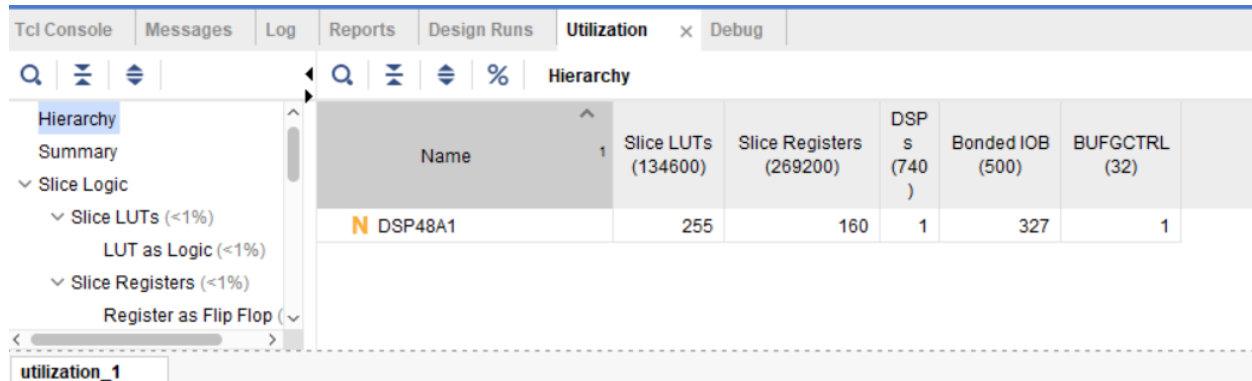 Tcl Console Messages Log Reports Design Runs Utilization × Debug
% Hierarchy
Hierarchy
Summary
Slice Logic
Slice LUTs (<1%)
LUT as Logic (<1%)
Slice Registers (<1%)
Register as Flip Flop (
Name 1
Slice LUTs
(134600)
Slice Registers
(269200)
DSP
s
(740
)
Bonded IOB
(500)
BUFGCTRL
(32)
N DSP48A1 255 160 1 327 1
utilization_1